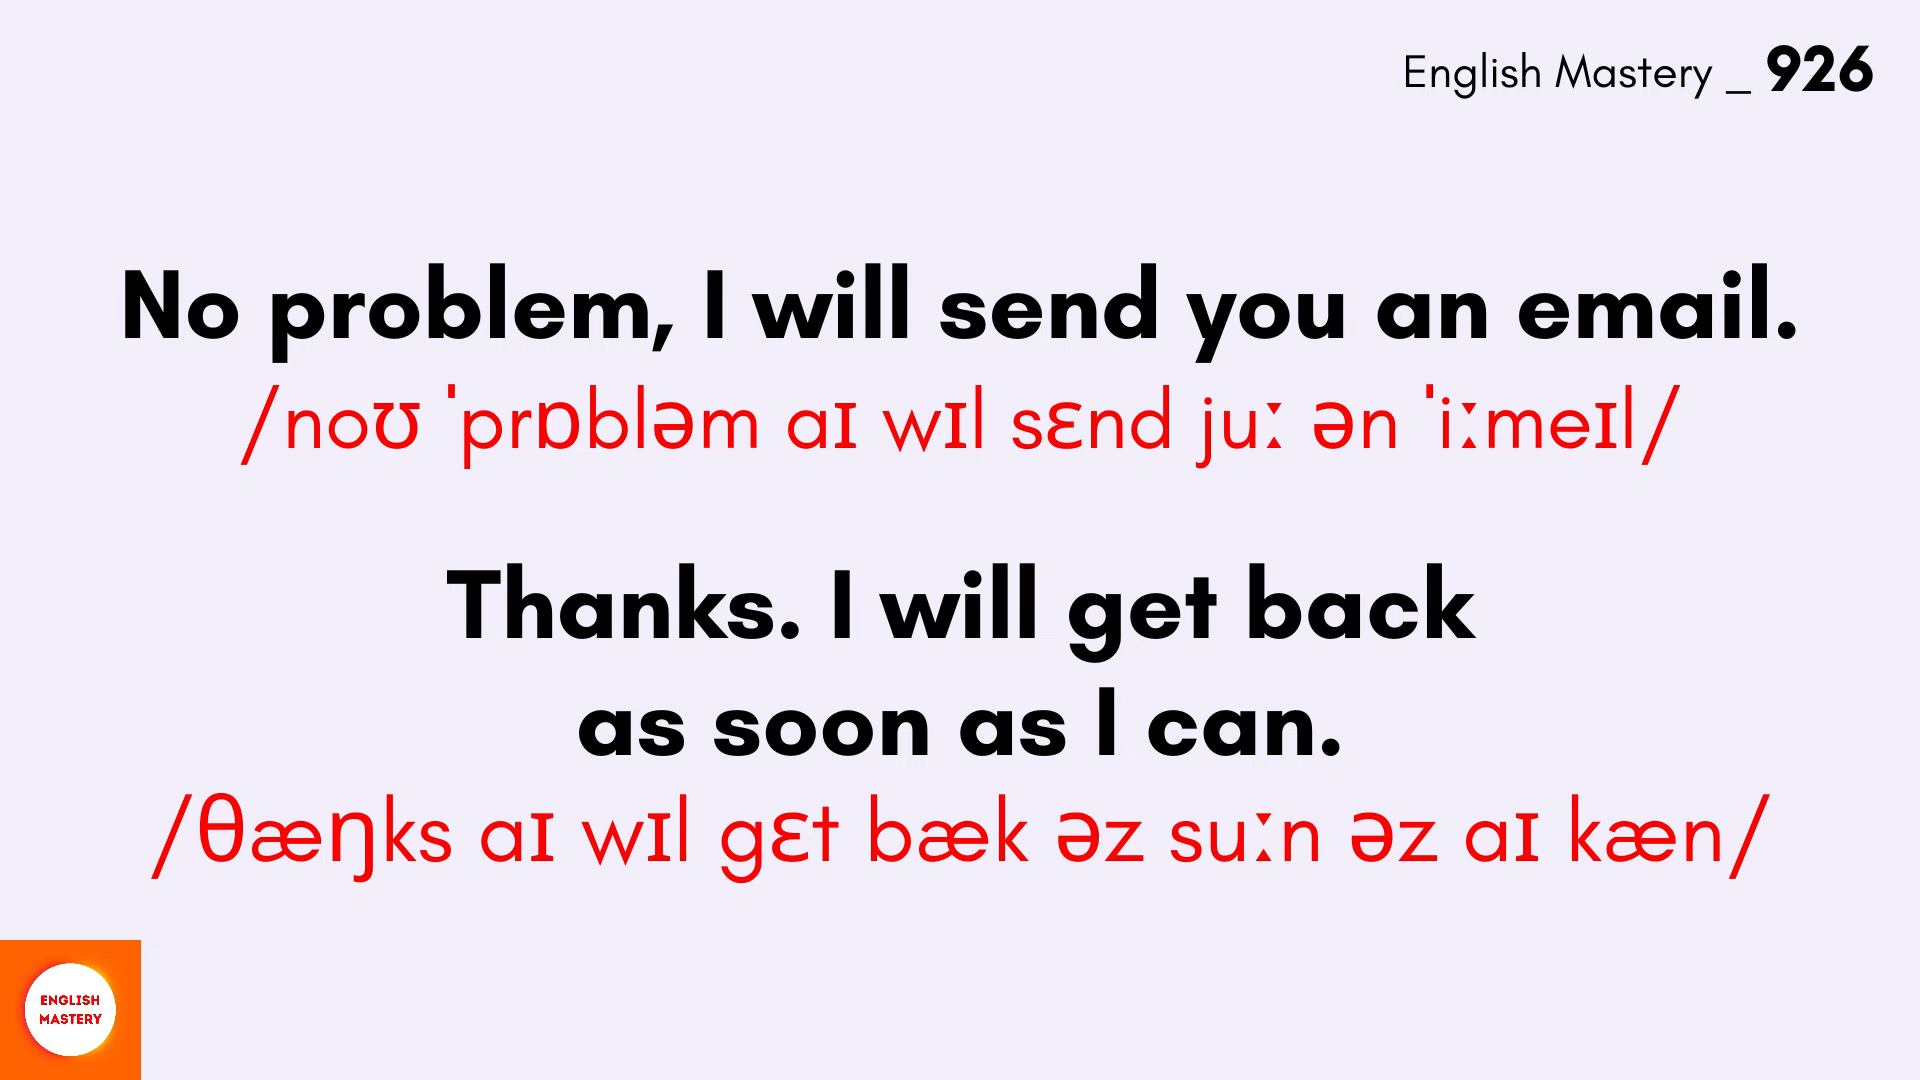 English Mastery _ 926
No problem, I will send you an email.
/noʊ ˈprɒbləm aɪ wɪl sɛnd juː ən ˈiːmeɪl/
Thanks. I will get back
as soon as I can.
/θæŋks aɪ wɪl gɛt bæk əz suːn əz aɪ kæn/
ENGLISH
MASTERY